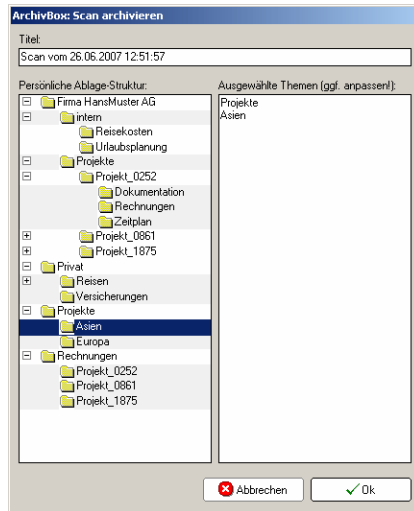 ArchivBox: Scan archivieren
Titel:
Scan vom 26.06.2007 12:51:57
Persönliche Ablage-Struktur:
Firma HansMuster AG
intern
Reisekosten
Urlaubsplanung
Projekte
Projekt_0252
Dokumentation
Rechnungen
Zeitplan
Projekt_0861
Projekt_1875
Privat
Reisen
Versicherungen
Projekte
Asien
Europa
Rechnungen
Projekt_0252
Projekt_0861
Projekt_1875
Ausgewählte Themen (ggf. anpassen!):
Projekte
Asien
Abbrechen
Ok